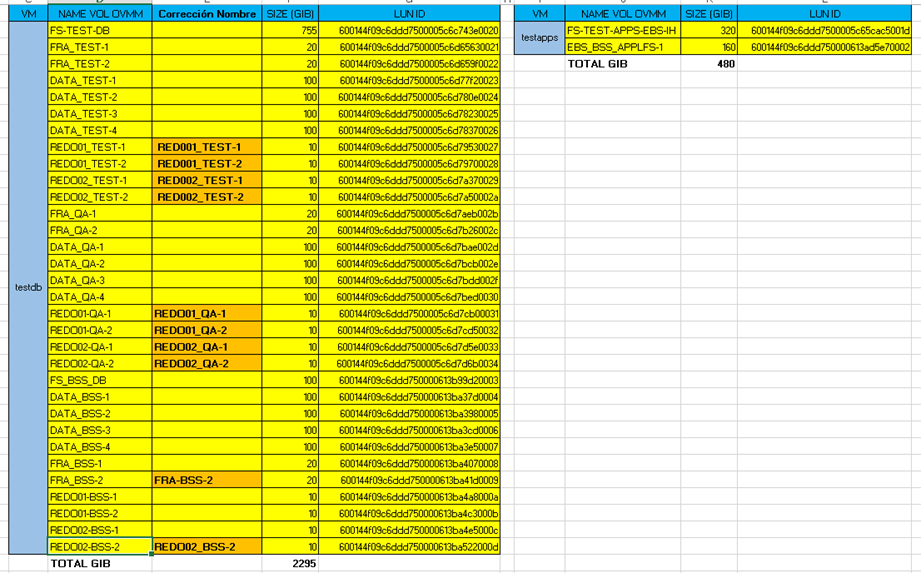 VM NAME VOL OVMM Corrección Nombre SIZE (GIB) LUN ID VM NAME VOL OVMM SIZE (GIB) LUN ID
FS-TEST-DB 755 600144f09c6ddd7500005c6c743e0020 testapps FS-TEST-APPS-EBS-IH 320 600144f09c6ddd7500005c65cac5001d
FRA_TEST-1 20 600144f09c6ddd7500005c6d65630021 EBS_BSS_APPLFS-1 160 600144f09c6ddd750000613ad5e70002
FRA_TEST-2 20 600144f09c6ddd7500005c6d659f0022 TOTAL GIB 480
DATA_TEST-1 100 600144f09c6ddd7500005c6d77f20023
DATA_TEST-2 100 600144f09c6ddd7500005c6d780e0024
DATA_TEST-3 100 600144f09c6ddd7500005c6d78230025
DATA_TEST-4 100 600144f09c6ddd7500005c6d78370026
REDO01_TEST-1 RED001_TEST-1 10 600144f09c6ddd7500005c6d79530027
REDO01_TEST-2 RED001_TEST-2 10 600144f09c6ddd7500005c6d79700028
REDO02_TEST-1 RED002_TEST-1 10 600144f09c6ddd7500005c6d7a370029
REDO02_TEST-2 RED002_TEST-2 10 600144f09c6ddd7500005c6d7a50002a
FRA_QA-1 20 600144f09c6ddd7500005c6d7aeb002b
FRA_QA-2 20 600144f09c6ddd7500005c6d7b26002c
DATA_QA-1 100 600144f09c6ddd7500005c6d7bae002d
DATA_QA-2 100 600144f09c6ddd7500005c6d7bcb002e
DATA_QA-3 100 600144f09c6ddd7500005c6d7bdd002f
testdb DATA_QA-4 100 600144f09c6ddd7500005c6d7bed0030
REDO01-QA-1 REDO01_QA-1 10 600144f09c6ddd7500005c6d7cb00031
REDO01-QA-2 REDO01_QA-2 10 600144f09c6ddd7500005c6d7cd50032
REDO02-QA-1 REDO02_QA-1 10 600144f09c6ddd7500005c6d7d5e0033
REDO02-QA-2 REDO02_QA-2 10 600144f09c6ddd7500005c6d7d6b0034
FS_BSS_DB 100 600144f09c6ddd750000613b99d20003
DATA_BSS-1 100 600144f09c6ddd750000613ba37d0004
DATA_BSS-2 100 600144f09c6ddd750000613ba3980005
DATA_BSS-3 100 600144f09c6ddd750000613ba3cd0006
DATA_BSS-4 100 600144f09c6ddd750000613ba3e50007
FRA_BSS-1 20 600144f09c6ddd750000613ba4070008
FRA_BSS-2 FRA-BSS-2 20 600144f09c6ddd750000613ba41d0009
REDO01-BSS-1 10 600144f09c6ddd750000613ba4a8000a
REDO01-BSS-2 10 600144f09c6ddd750000613ba4c3000b
REDO02-BSS-1 10 600144f09c6ddd750000613ba4e5000c
REDO02-BSS-2 REDO02_BSS-2 10 600144f09c6ddd750000613ba522000d
TOTAL GIB 2295